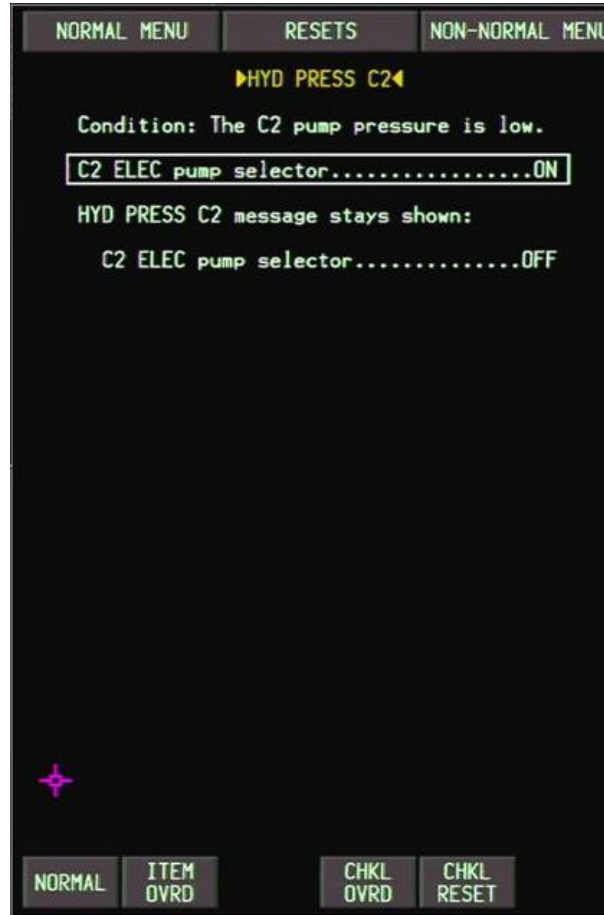 NORMAL MENU RESETS NON-NORMAL MENU
▶HYD PRESS C2◀
Condition: The C2 pump pressure is low.
C2 ELEC pump selector..................ON
HYD PRESS C2 message stays shown:
C2 ELEC pump selector...............OFF
NORMAL ITEM OVRD CHKL OVRD CHKL RESET